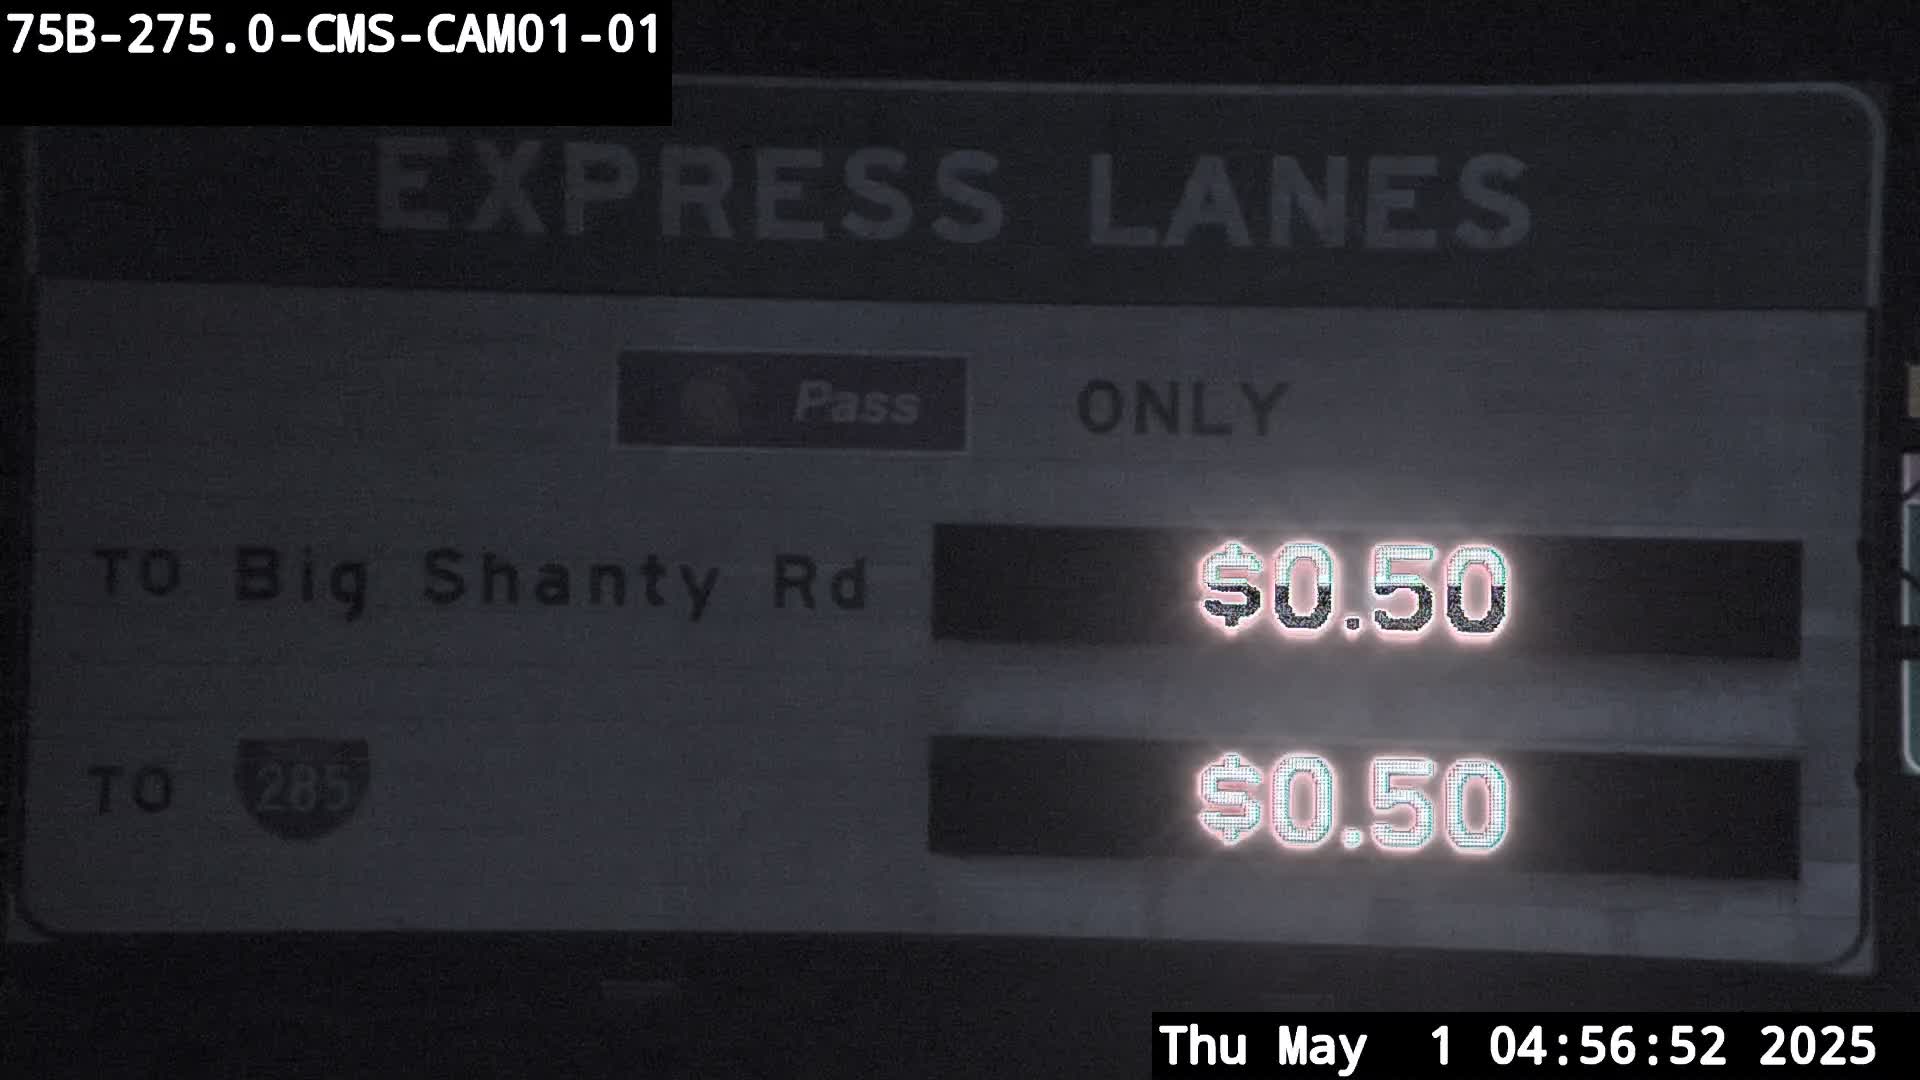 75B-275.0-CMS-CAM01-01
EXPRESS LANES
Pass ONLY
TO Big Shanty Rd $0.50
TO 285 $0.50
Thu May 1 04:56:52 2025